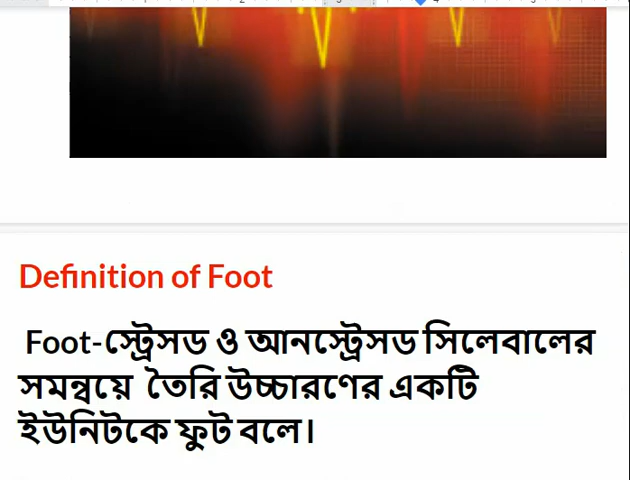 Definition of Foot
Foot-স্ট্রেসড ও আনস্ট্রেসড সিলেবালের
সমন্বয়ে তৈরি উচ্চারণের একটি
ইউনিটকে ফুট বলে।